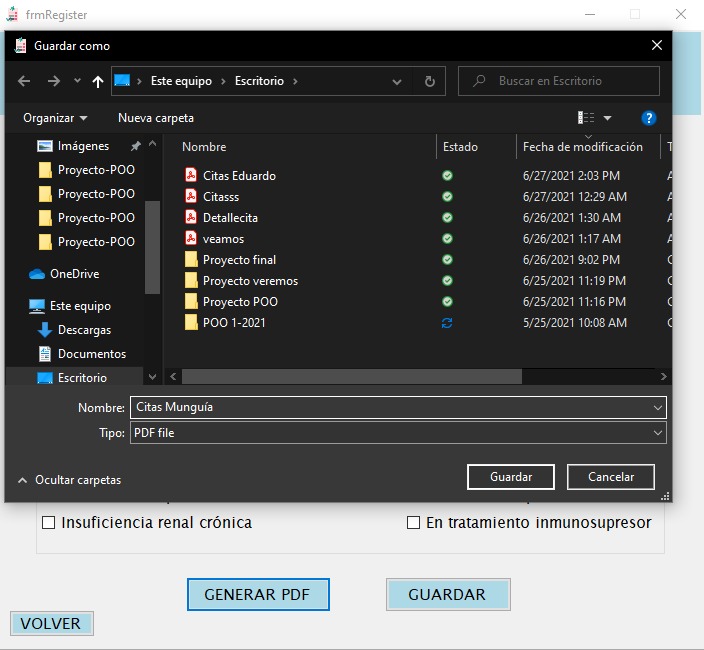 frmRegister
Guardar como
Este equipo
Escritorio
Buscar en Escritorio
Organizar
Nueva carpeta
Imágenes
Proyecto-POO
Proyecto-POO
Proyecto-POO
Proyecto-POO
OneDrive
Este equipo
Descargas
Documentos
Escritorio
Nombre Estado Fecha de modificación T
Citas Eduardo 6/27/2021 2:03 PM A
Citasss 6/27/2021 12:29 AM A
Detallecita 6/26/2021 1:30 AM A
veamos 6/26/2021 1:17 AM A
Proyecto final 6/26/2021 9:02 PM C
Proyecto veremos 6/25/2021 11:19 PM C
Proyecto POO 6/25/2021 11:16 PM C
POO 1-2021 5/25/2021 10:08 AM C
Nombre: Citas Munguía
Tipo: PDF file
Ocultar carpetas
Guardar
Cancelar
Insuficiencia renal crónica
En tratamiento inmunosupresor
GENERAR PDF
GUARDAR
VOLVER